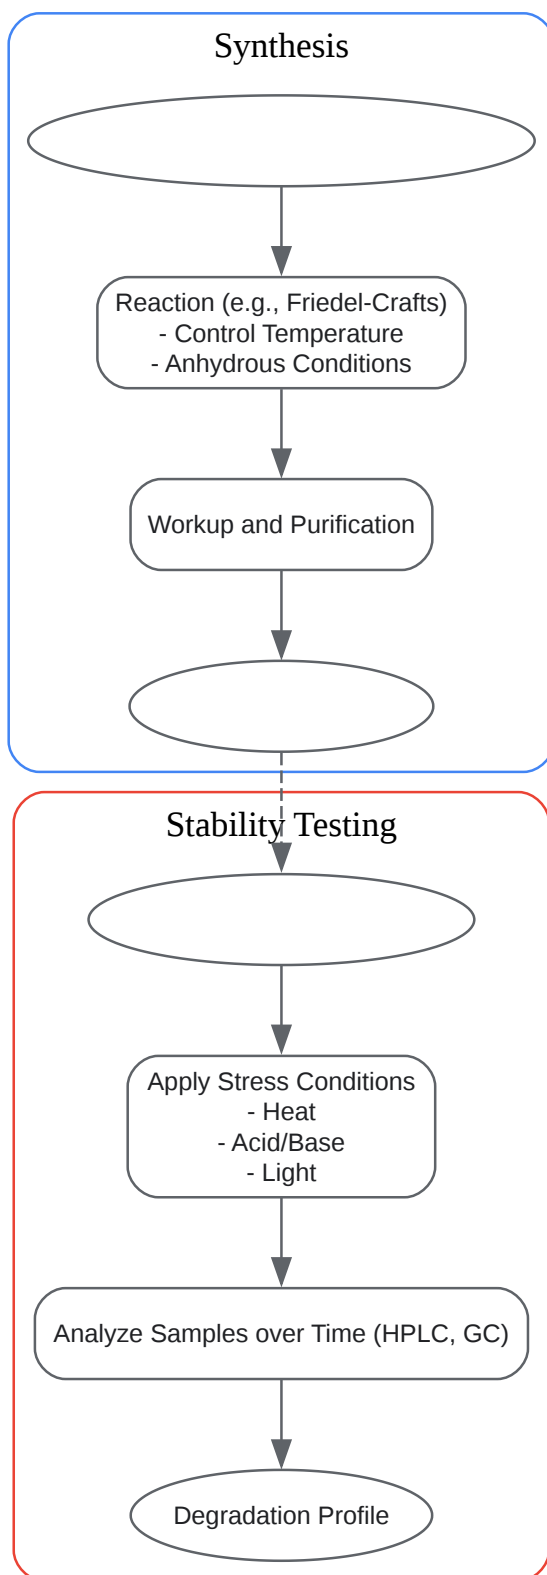 Synthesis
Reaction (e.g., Friedel-Crafts)
- Control Temperature
- Anhydrous Conditions
Workup and Purification
Stability Testing
Apply Stress Conditions
- Heat
- Acid/Base
- Light
Analyze Samples over Time (HPLC, GC)
Degradation Profile